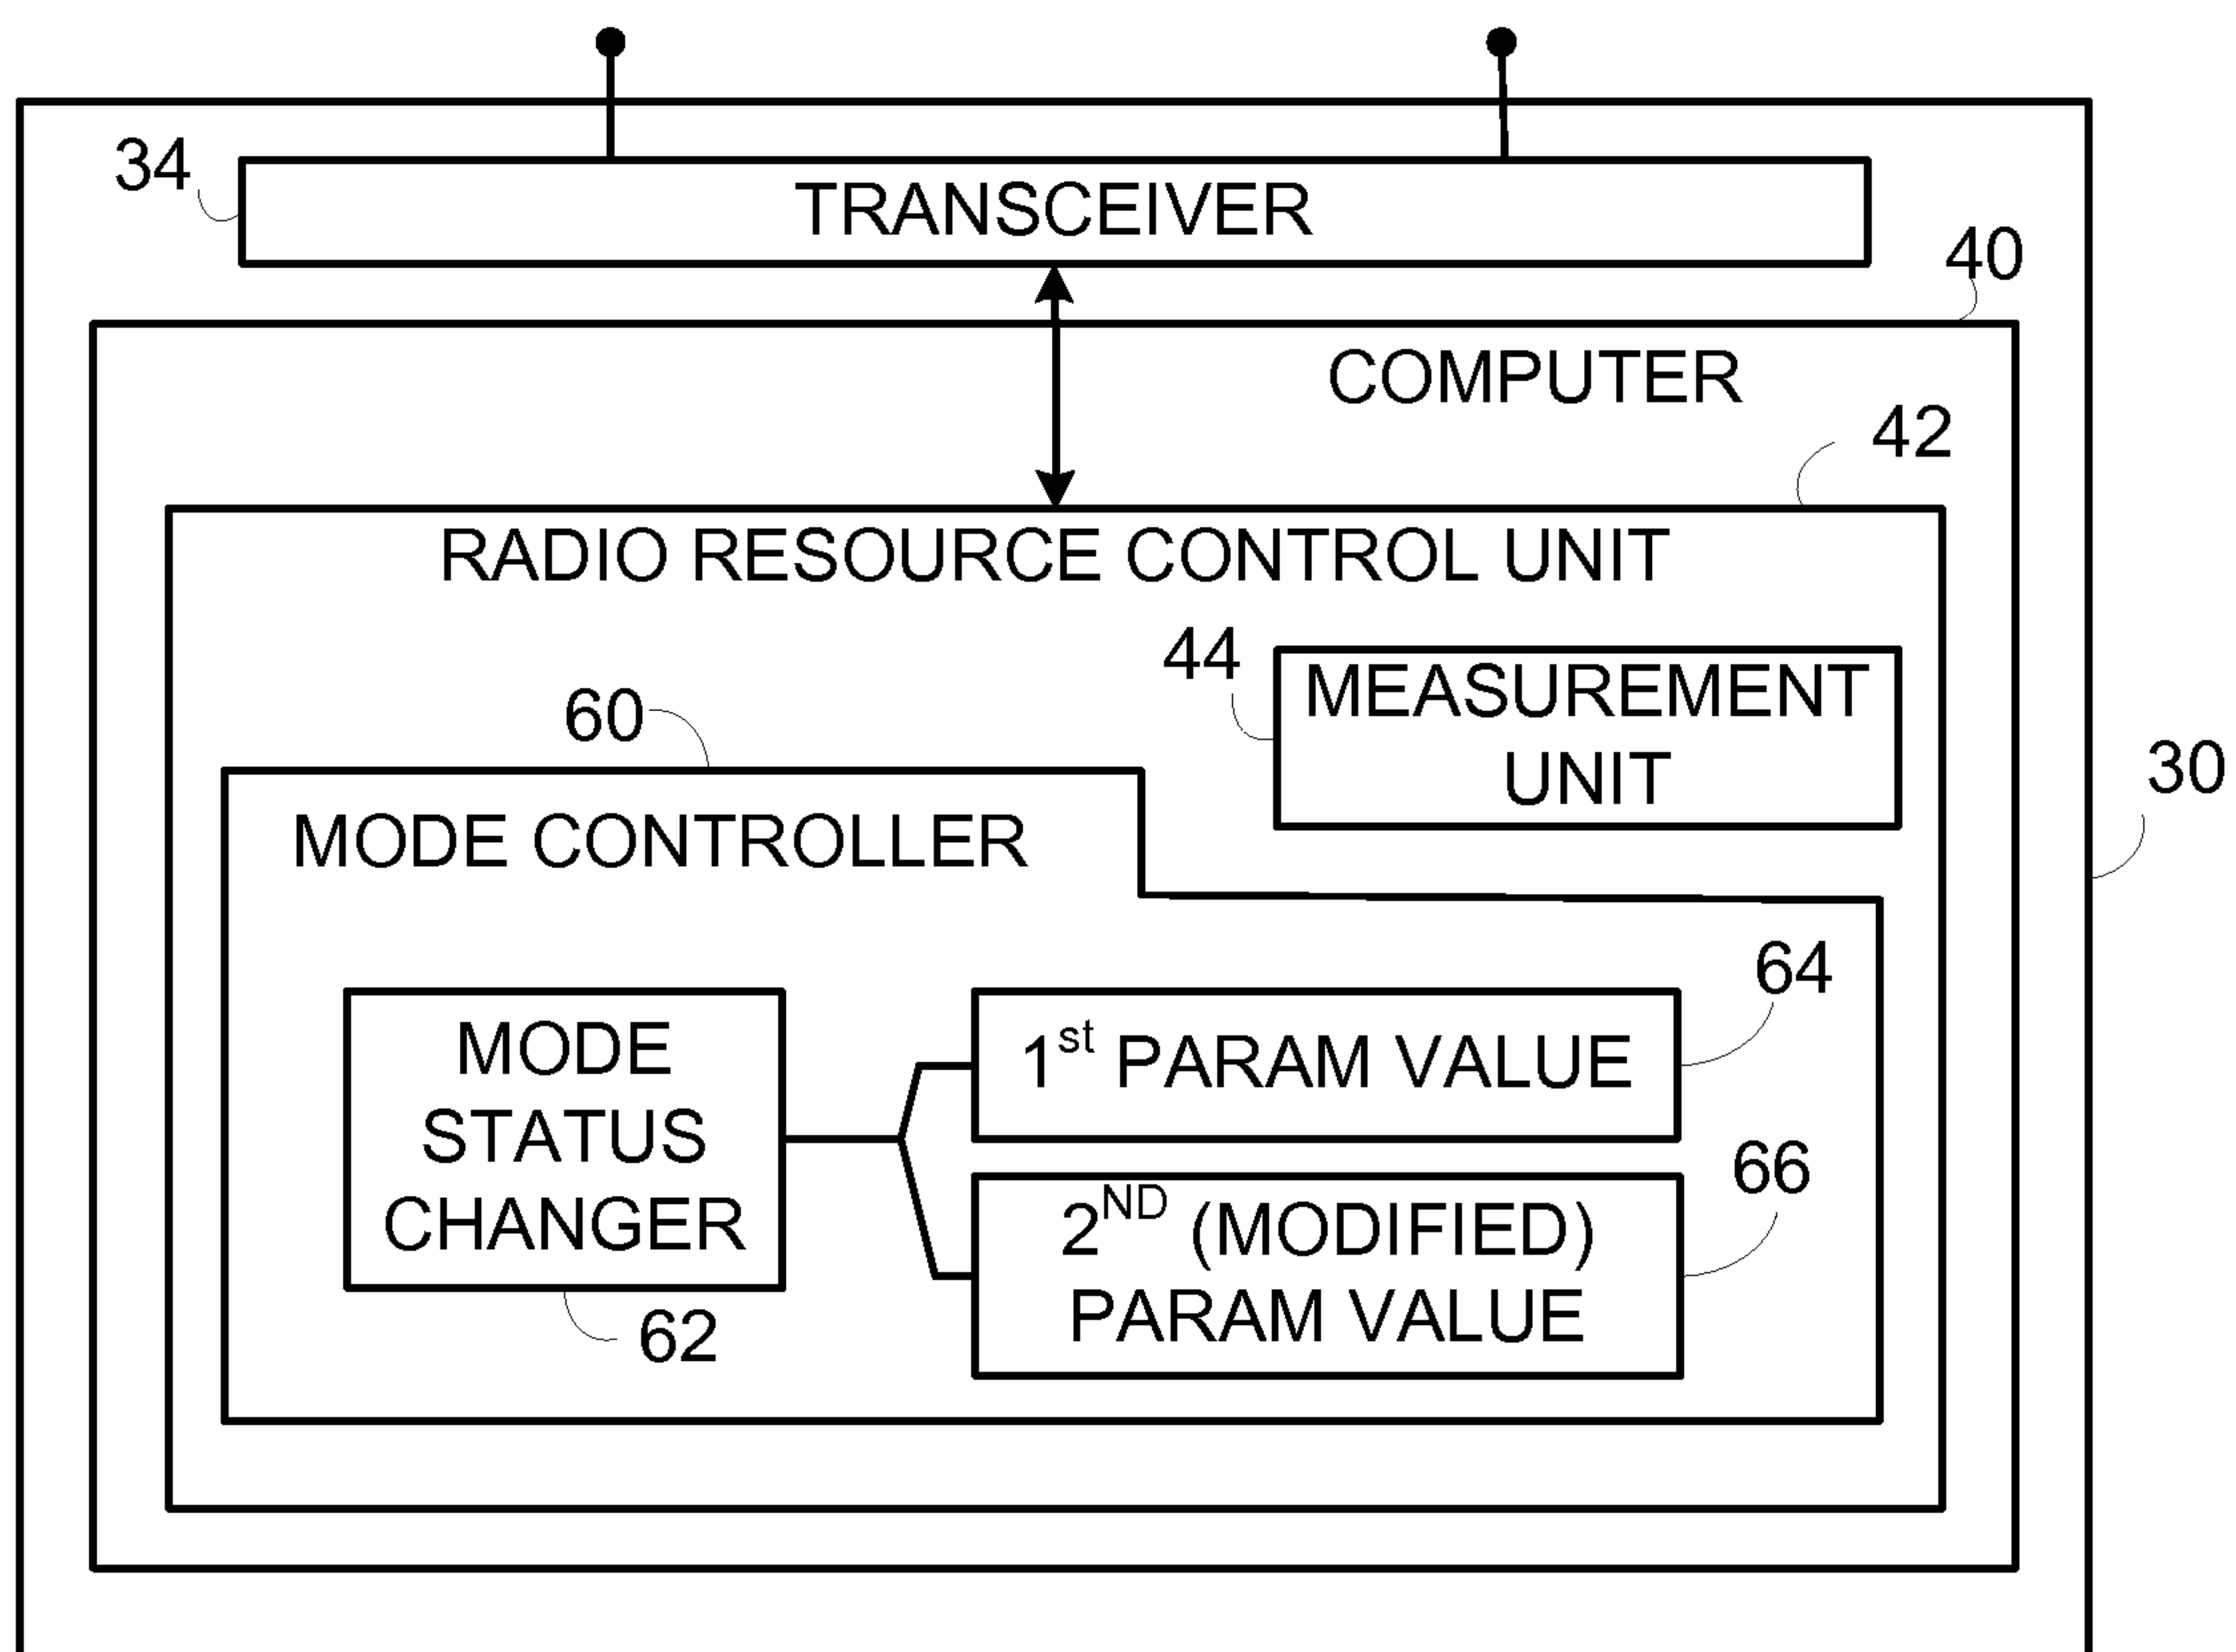 34
TRANSCEIVER
40
COMPUTER
42
RADIO RESOURCE CONTROL UNIT
44
MEASUREMENT
UNIT
60
30
MODE CONTROLLER
64
MODE
STATUS
CHANGER
1st PARAM VALUE
66
2ND (MODIFIED)
PARAM VALUE
62